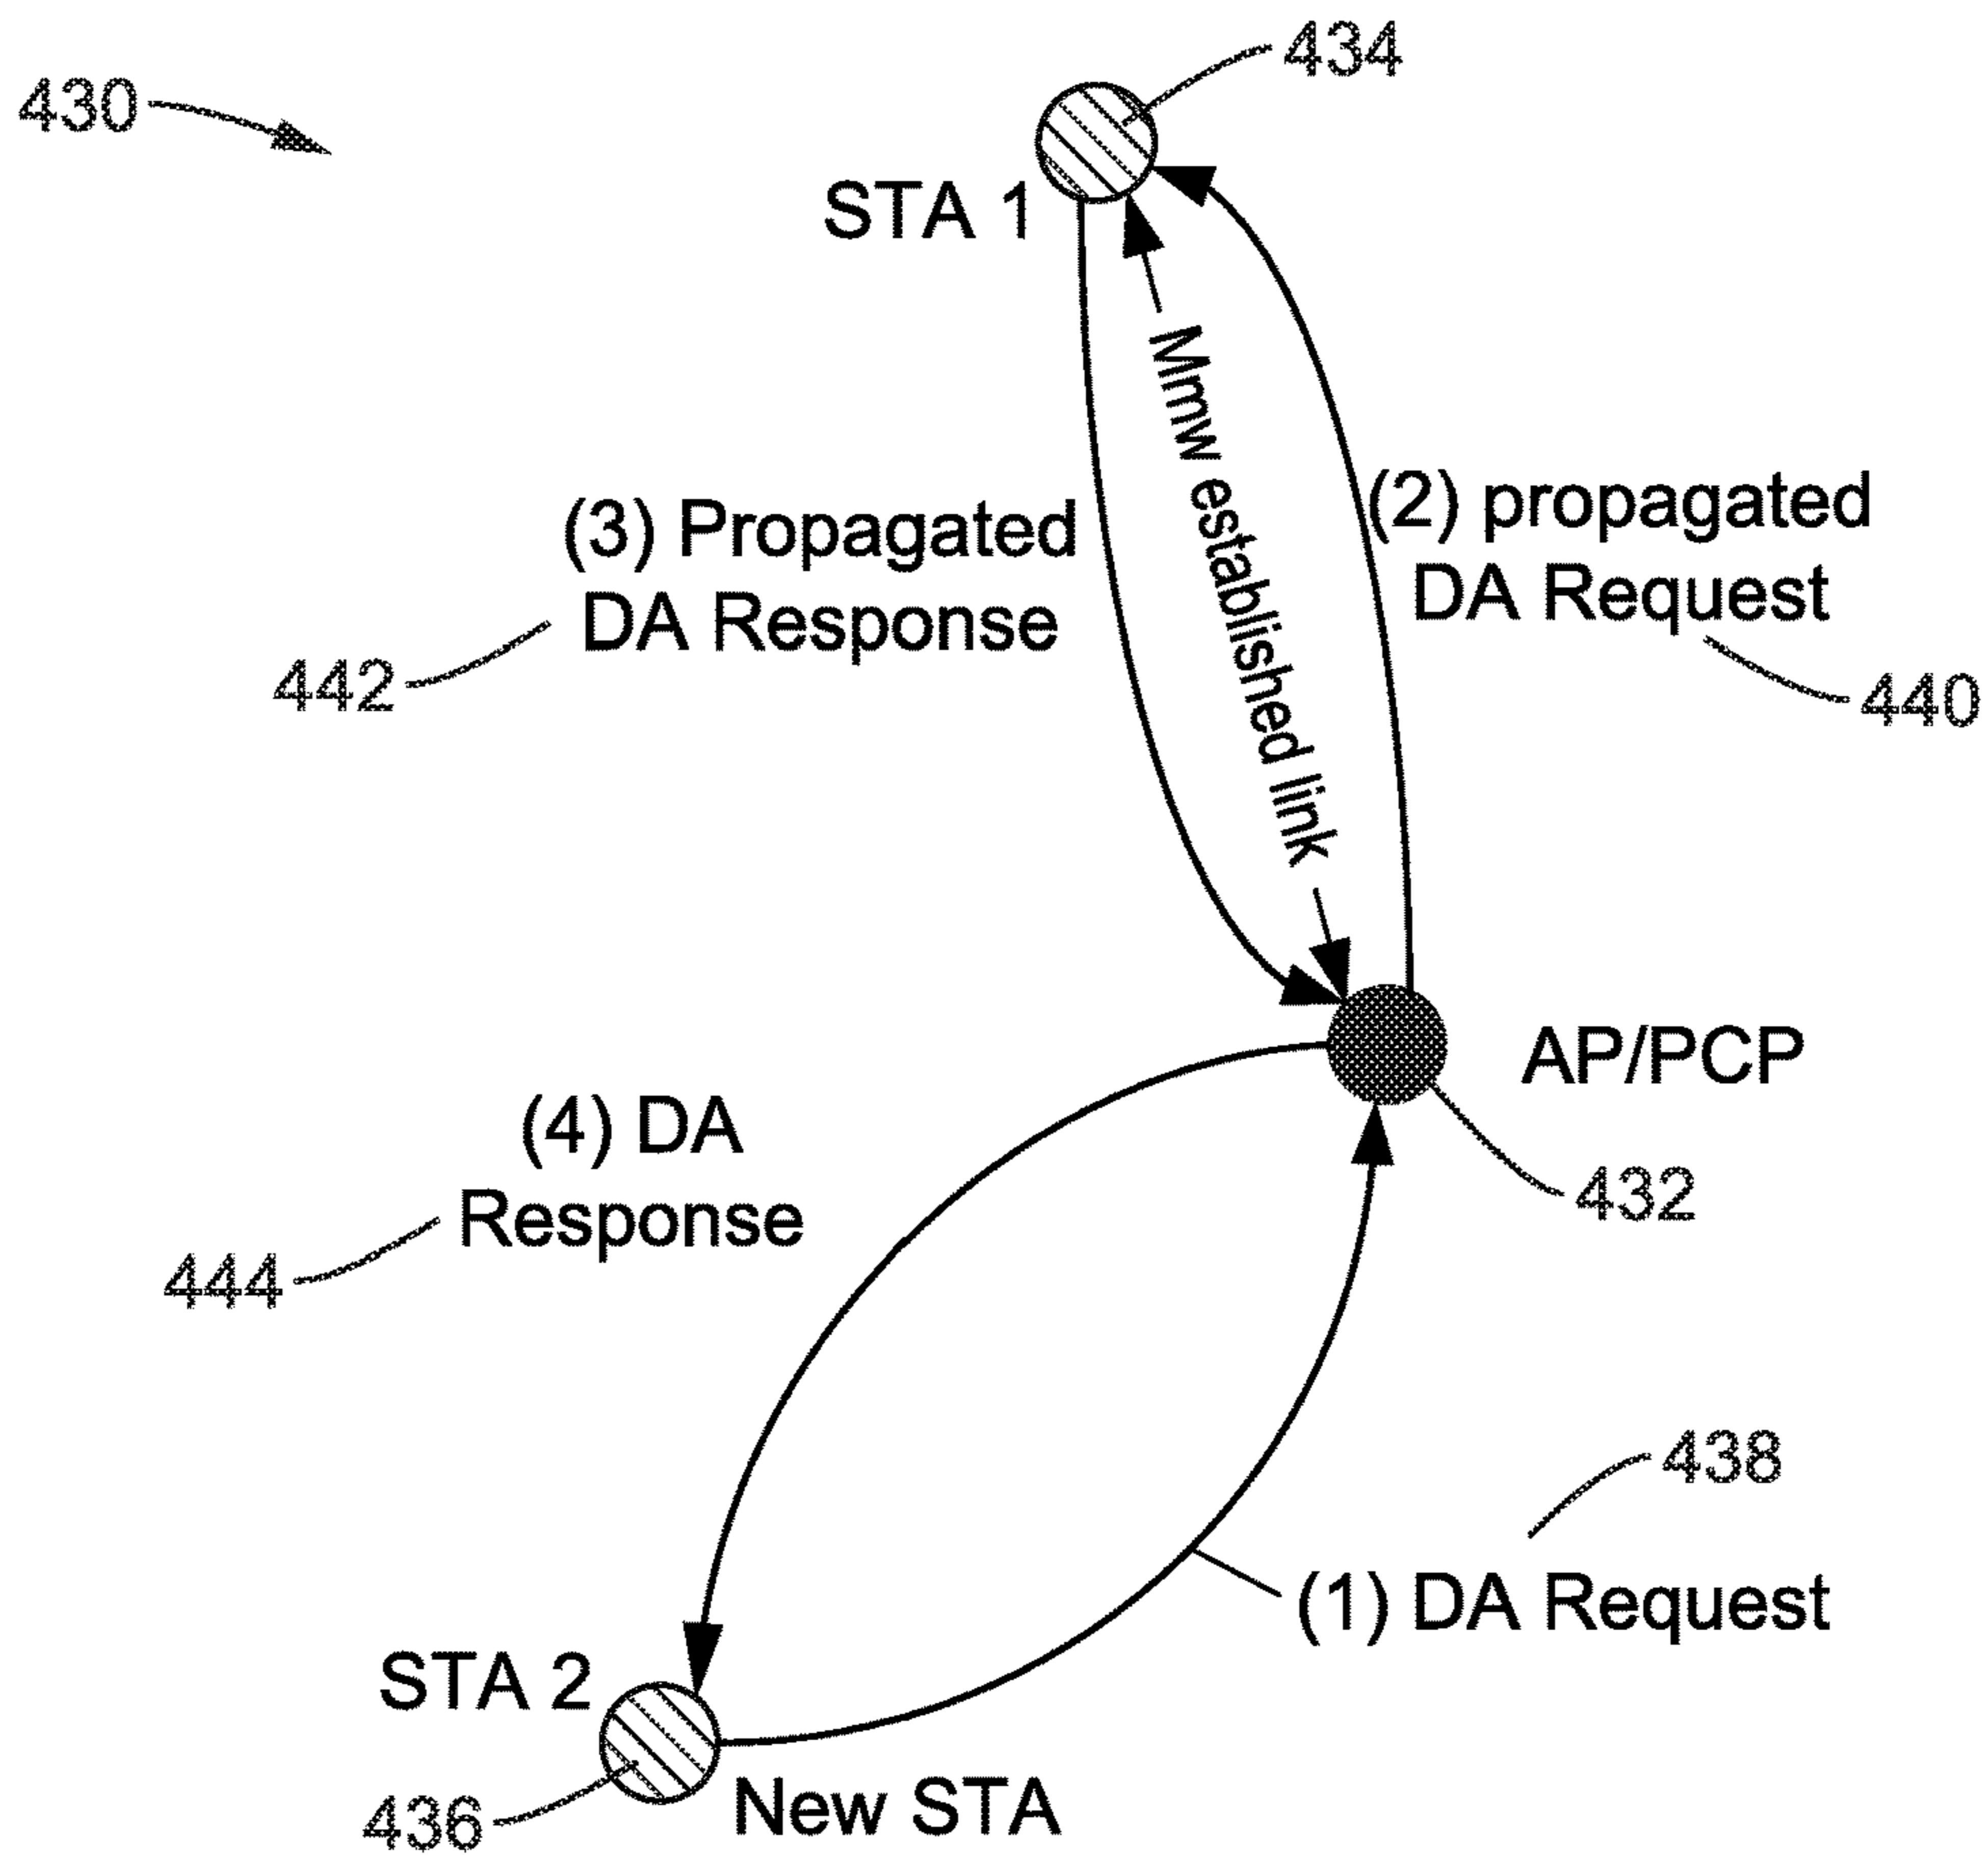 434
430
STA 1
Mmw established link
(2) propagated
DA Request
(3) Propagated
DA Response
442
440
AP/PCP
(4) DA
Response
432
444
438
(1) DA Request
STA 2
436
New STA